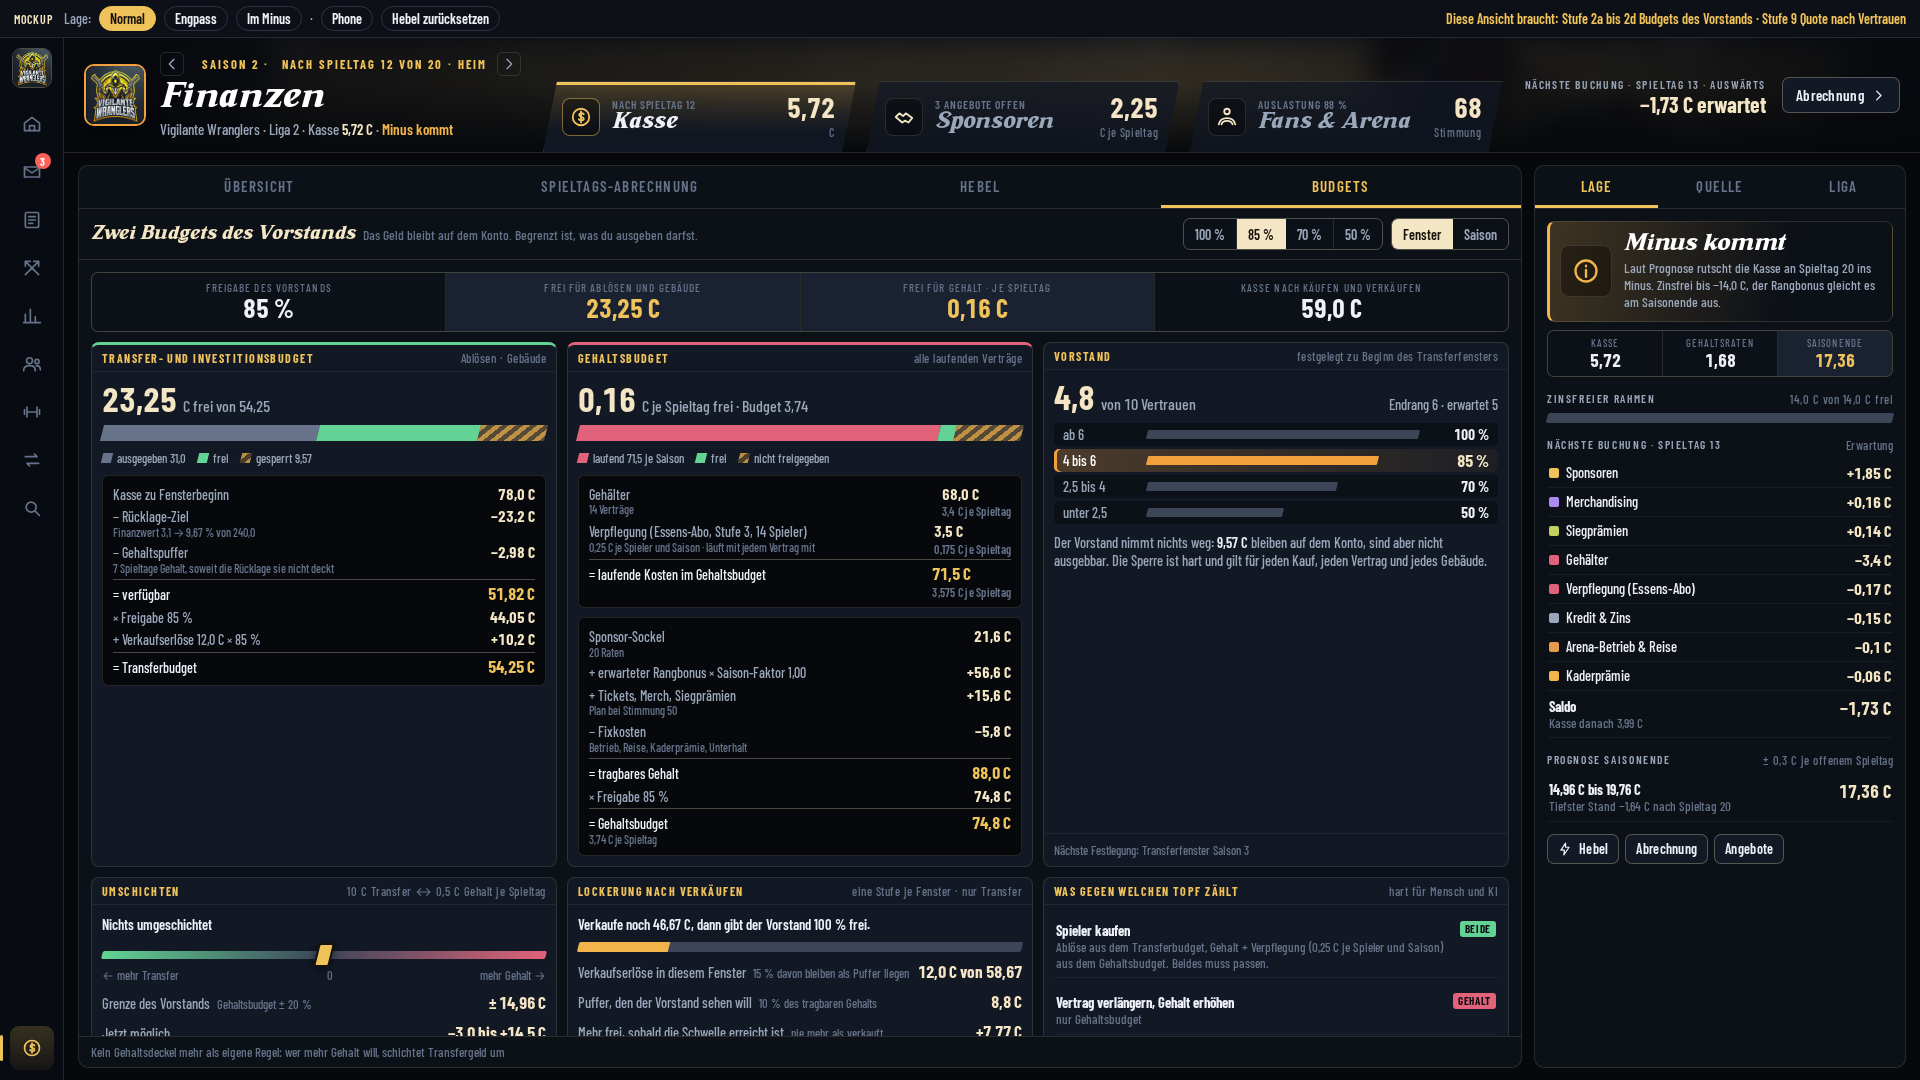 MOCKUP Lage: Normal Engpass Im Minus · Phone Hebel zurücksetzen
Diese Ansicht braucht: Stufe 2a bis 2d Budgets des Vorstands · Stufe 9 Quote nach Vertrauen
SAISON 2 · NACH SPIELTAG 12 VON 20 · HEIM
Finanzen
Vigilante Wranglers · Liga 2 · Kasse 5,72 C · Minus kommt
VIGILANTE
WRANGLERS
3
NACH SPIELTAG 12
Kasse
5,72
C
3 ANGEBOTE OFFEN
Sponsoren
2,25
C je Spieltag
AUSLASTUNG 88 %
Fans & Arena
68
Stimmung
NÄCHSTE BUCHUNG · SPIELTAG 13 · AUSWÄRTS
−1,73 C erwartet
Abrechnung
ÜBERSICHT
SPIELTAGS-ABRECHNUNG
HEBEL
BUDGETS
Zwei Budgets des Vorstands Das Geld bleibt auf dem Konto. Begrenzt ist, was du ausgeben darfst.
100 % 85 % 70 % 50 %
Fenster Saison
FREIGABE DES VORSTANDS
85 %
FREI FÜR ABLÖSEN UND GEBÄUDE
23,25 C
FREI FÜR GEHALT · JE SPIELTAG
0,16 C
KASSE NACH KÄUFEN UND VERKÄUFEN
59,0 C
TRANSFER- UND INVESTITIONSBUDGET Ablösen · Gebäude
23,25 C frei von 54,25
ausgegeben 31,0 frei gesperrt 9,57
Kasse zu Fensterbeginn 78,0 C
− Rücklage-Ziel −23,2 C
Finanzwert 3,1 → 9,67 % von 240,0
− Gehaltspuffer −2,98 C
7 Spieltage Gehalt, soweit die Rücklage sie nicht deckt
= verfügbar 51,82 C
× Freigabe 85 % 44,05 C
+ Verkaufserlöse 12,0 C × 85 % +10,2 C
= Transferbudget 54,25 C
GEHALTSBUDGET alle laufenden Verträge
0,16 C je Spieltag frei · Budget 3,74
laufend 71,5 je Saison frei nicht freigegeben
Gehälter 68,0 C
14 Verträge 3,4 C je Spieltag
Verpflegung (Essens-Abo, Stufe 3, 14 Spieler) 3,5 C
0,25 C je Spieler und Saison · läuft mit jedem Vertrag mit 0,175 C je Spieltag
= laufende Kosten im Gehaltsbudget 71,5 C
3,575 C je Spieltag
Sponsor-Sockel 21,6 C
20 Raten
+ erwarteter Rangbonus × Saison-Faktor 1,00 +56,6 C
+ Tickets, Merch, Siegprämien +15,6 C
Plan bei Stimmung 50
− Fixkosten −5,8 C
Betrieb, Reise, Kaderprämie, Unterhalt
= tragbares Gehalt 88,0 C
× Freigabe 85 % 74,8 C
= Gehaltsbudget 74,8 C
3,74 C je Spieltag
VORSTAND festgelegt zu Beginn des Transferfensters
4,8 von 10 Vertrauen Endrang 6 · erwartet 5
ab 6 100 %
4 bis 6 85 %
2,5 bis 4 70 %
unter 2,5 50 %
Der Vorstand nimmt nichts weg: 9,57 C bleiben auf dem Konto, sind aber nicht
ausgebbar. Die Sperre ist hart und gilt für jeden Kauf, jeden Vertrag und jedes Gebäude.
Nächste Festlegung: Transferfenster Saison 3
UMSCHICHTEN 10 C Transfer ↔ 0,5 C Gehalt je Spieltag
Nichts umgeschichtet
← mehr Transfer 0 mehr Gehalt →
Grenze des Vorstands Gehaltsbudget ± 20 % ± 14,96 C
Jetzt möglich −3,0 bis +14,5 C
LOCKERUNG NACH VERKÄUFEN eine Stufe je Fenster · nur Transfer
Verkaufe noch 46,67 C, dann gibt der Vorstand 100 % frei.
Verkaufserlöse in diesem Fenster 15 % davon bleiben als Puffer liegen 12,0 C von 58,67
Puffer, den der Vorstand sehen will 10 % des tragbaren Gehalts 8,8 C
Mehr frei, sobald die Schwelle erreicht ist nie mehr als verkauft +7,77 C
WAS GEGEN WELCHEN TOPF ZÄHLT hart für Mensch und KI
Spieler kaufen BEIDE
Ablöse aus dem Transferbudget, Gehalt + Verpflegung (0,25 C je Spieler und Saison)
aus dem Gehaltsbudget. Beides muss passen.
Vertrag verlängern, Gehalt erhöhen GEHALT
nur Gehaltsbudget
Kein Gehaltsdeckel mehr als eigene Regel: wer mehr Gehalt will, schichtet Transfergeld um
LAGE QUELLE LIGA
Minus kommt
Laut Prognose rutscht die Kasse an Spieltag 20 ins
Minus. Zinsfrei bis −14,0 C, der Rangbonus gleicht es
am Saisonende aus.
KASSE
5,72
GEHALTSRATEN
1,68
SAISONENDE
17,36
ZINSFREIER RAHMEN 14,0 C von 14,0 C frei
NÄCHSTE BUCHUNG · SPIELTAG 13 Erwartung
Sponsoren +1,85 C
Merchandising +0,16 C
Siegprämien +0,14 C
Gehälter −3,4 C
Verpflegung (Essens-Abo) −0,17 C
Kredit & Zins −0,15 C
Arena-Betrieb & Reise −0,1 C
Kaderprämie −0,06 C
Saldo −1,73 C
Kasse danach 3,99 C
PROGNOSE SAISONENDE ± 0,3 C je offenem Spieltag
14,96 C bis 19,76 C 17,36 C
Tiefster Stand −1,64 C nach Spieltag 20
Hebel Abrechnung Angebote